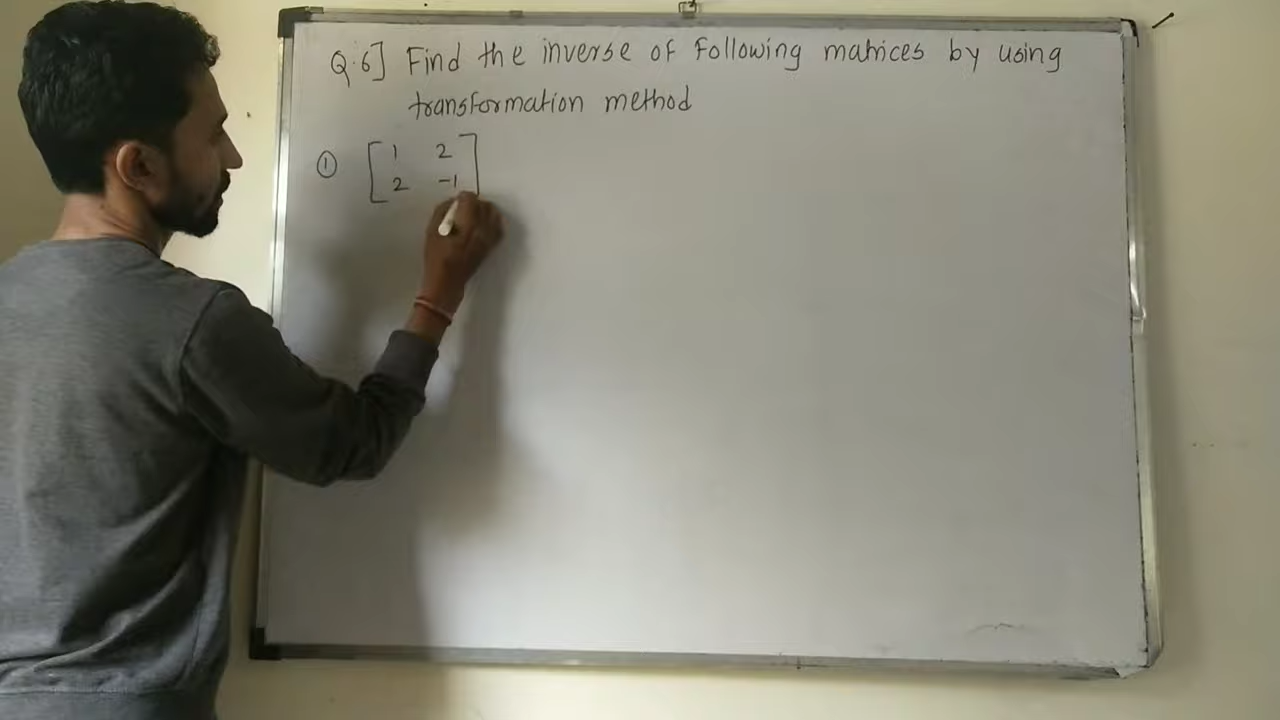 Q.6] Find the inverse of following matrices by using
transformation method
① [ 1 2
2 -1 ]